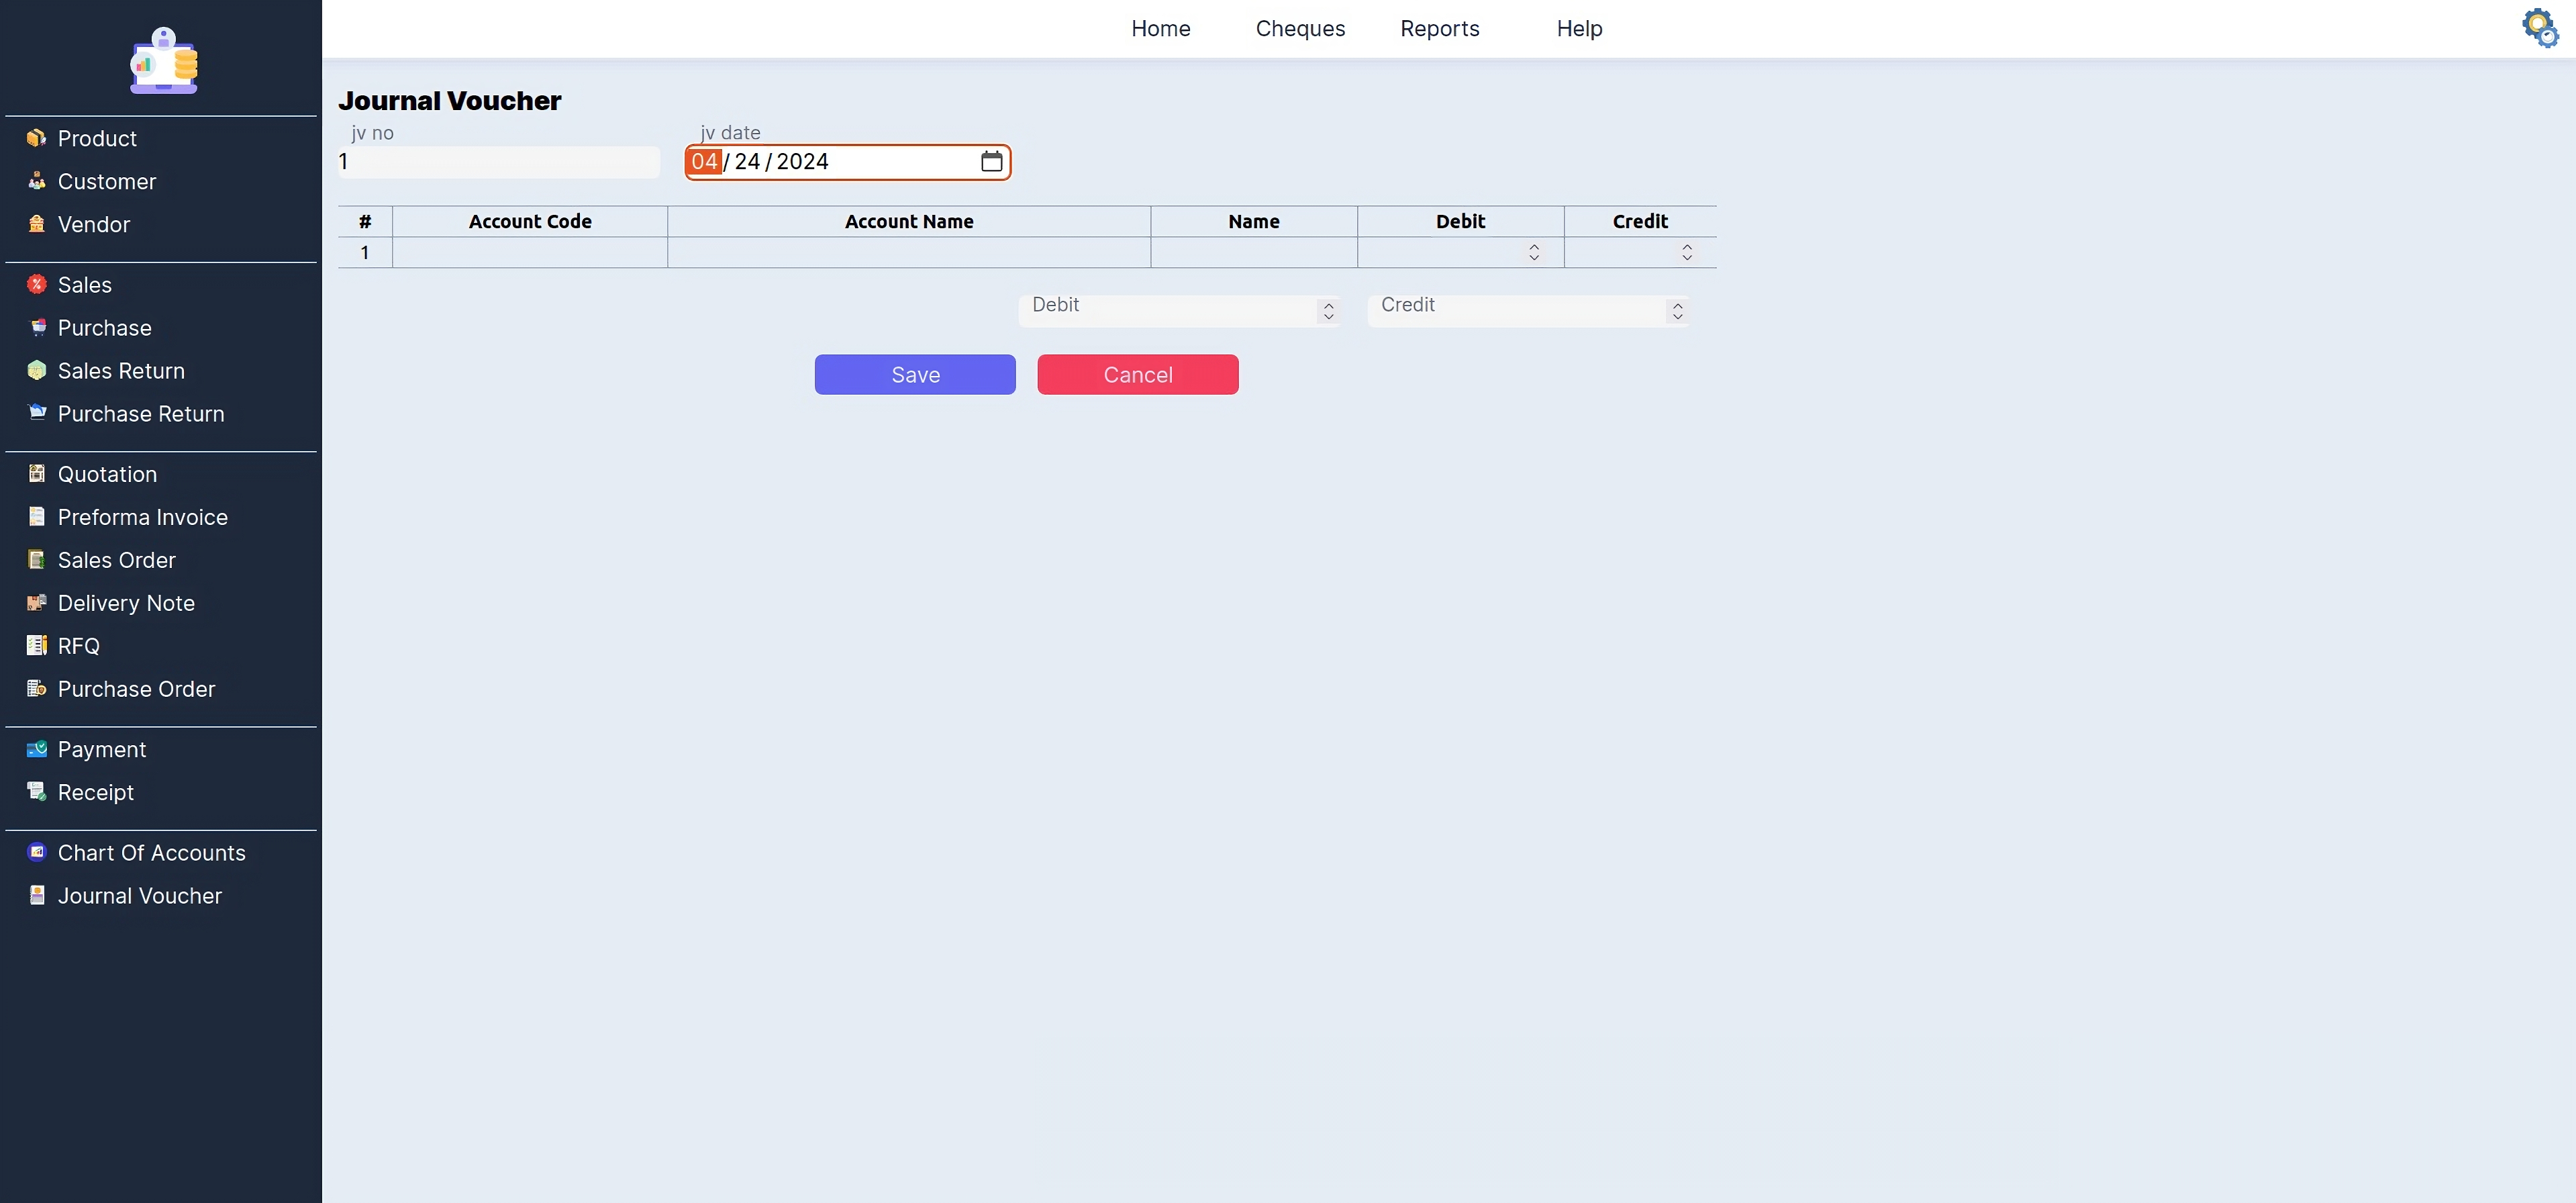 Home Cheques Reports Help
Product
Customer
Vendor
Sales
Purchase
Sales Return
Purchase Return
Quotation
Preforma Invoice
Sales Order
Delivery Note
RFQ
Purchase Order
Payment
Receipt
Chart Of Accounts
Journal Voucher
Journal Voucher
jv no jv date
1 04/24/2024
# Account Code Account Name Name Debit Credit
1
Debit Credit
Save Cancel